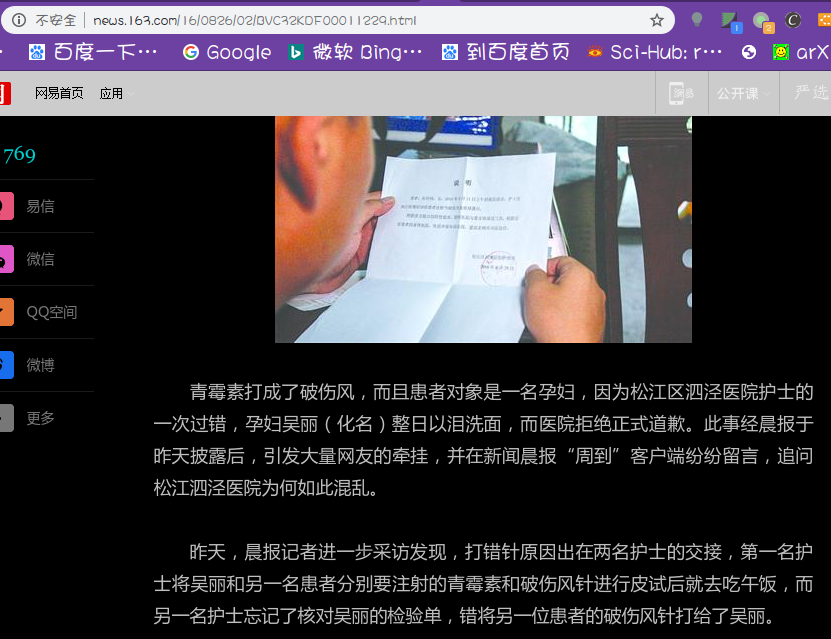 不安全 | news.163.com/16/0826/02/BVC32KDF00011229.html
百度一下… Google 微软 Bing… 到百度首页 Sci-Hub: r… arX
网易首页 应用 公开课 严选
769
易信
微信
QQ空间
微博
更多
说 明
青霉素打成了破伤风，而且患者对象是一名孕妇，因为松江区泗泾医院护士的
一次过错，孕妇吴丽（化名）整日以泪洗面，而医院拒绝正式道歉。此事经晨报于
昨天披露后，引发大量网友的牵挂，并在新闻晨报“周到”客户端纷纷留言，追问
松江泗泾医院为何如此混乱。
昨天，晨报记者进一步采访发现，打错针原因出在两名护士的交接，第一名护
士将吴丽和另一名患者分别要注射的青霉素和破伤风针进行皮试后就去吃午饭，而
另一名护士忘记了核对吴丽的检验单，错将另一位患者的破伤风针打给了吴丽。